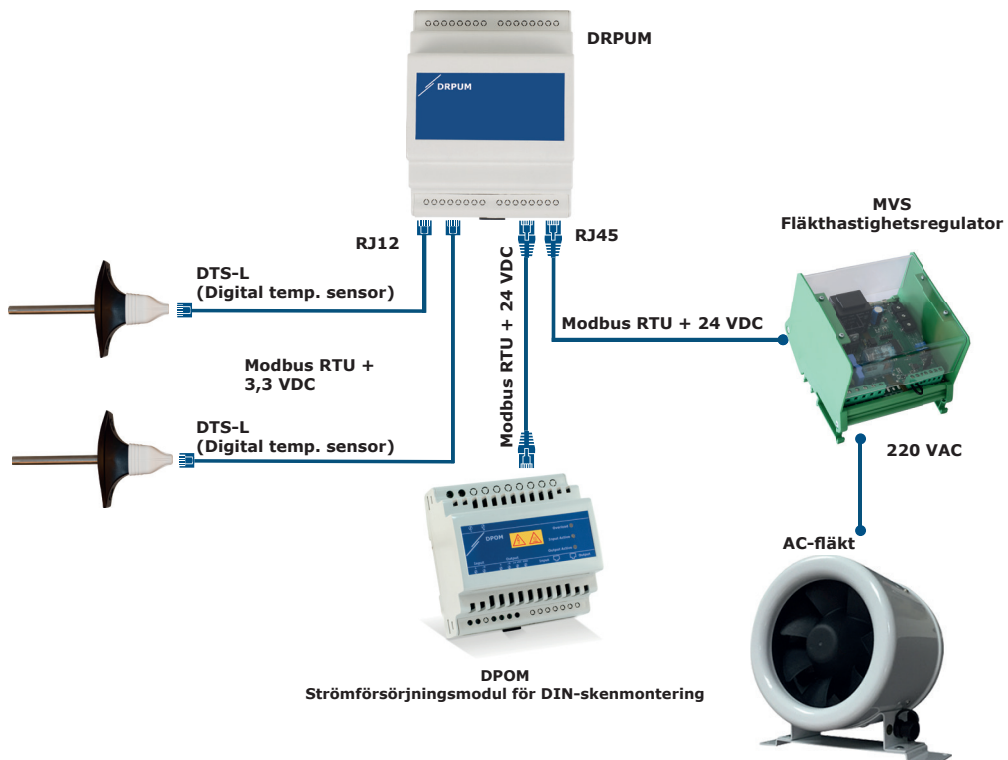 DRPUM
DRPUM
RJ12
RJ45
MVS
Fläkthastighetsregulator
DTS-L
(Digital temp. sensor)
Modbus RTU + 24 VDC
Modbus RTU + 24 VDC
Modbus RTU +
3,3 VDC
DTS-L
(Digital temp. sensor)
220 VAC
DPOM
AC-fläkt
DPOM
Strömförsörjningsmodul för DIN-skenmontering